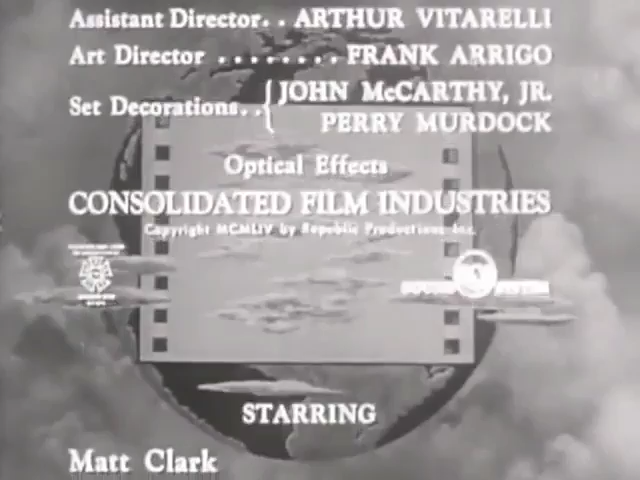 Assistant Director.. ARTHUR VITARELLI
Art Director ........ FRANK ARRIGO
Set Decorations..{ JOHN McCARTHY, JR.
PERRY MURDOCK
Optical Effects
CONSOLIDATED FILM INDUSTRIES
Copyright MCMLIV by Republic Productions Inc.
STARRING
Matt Clark